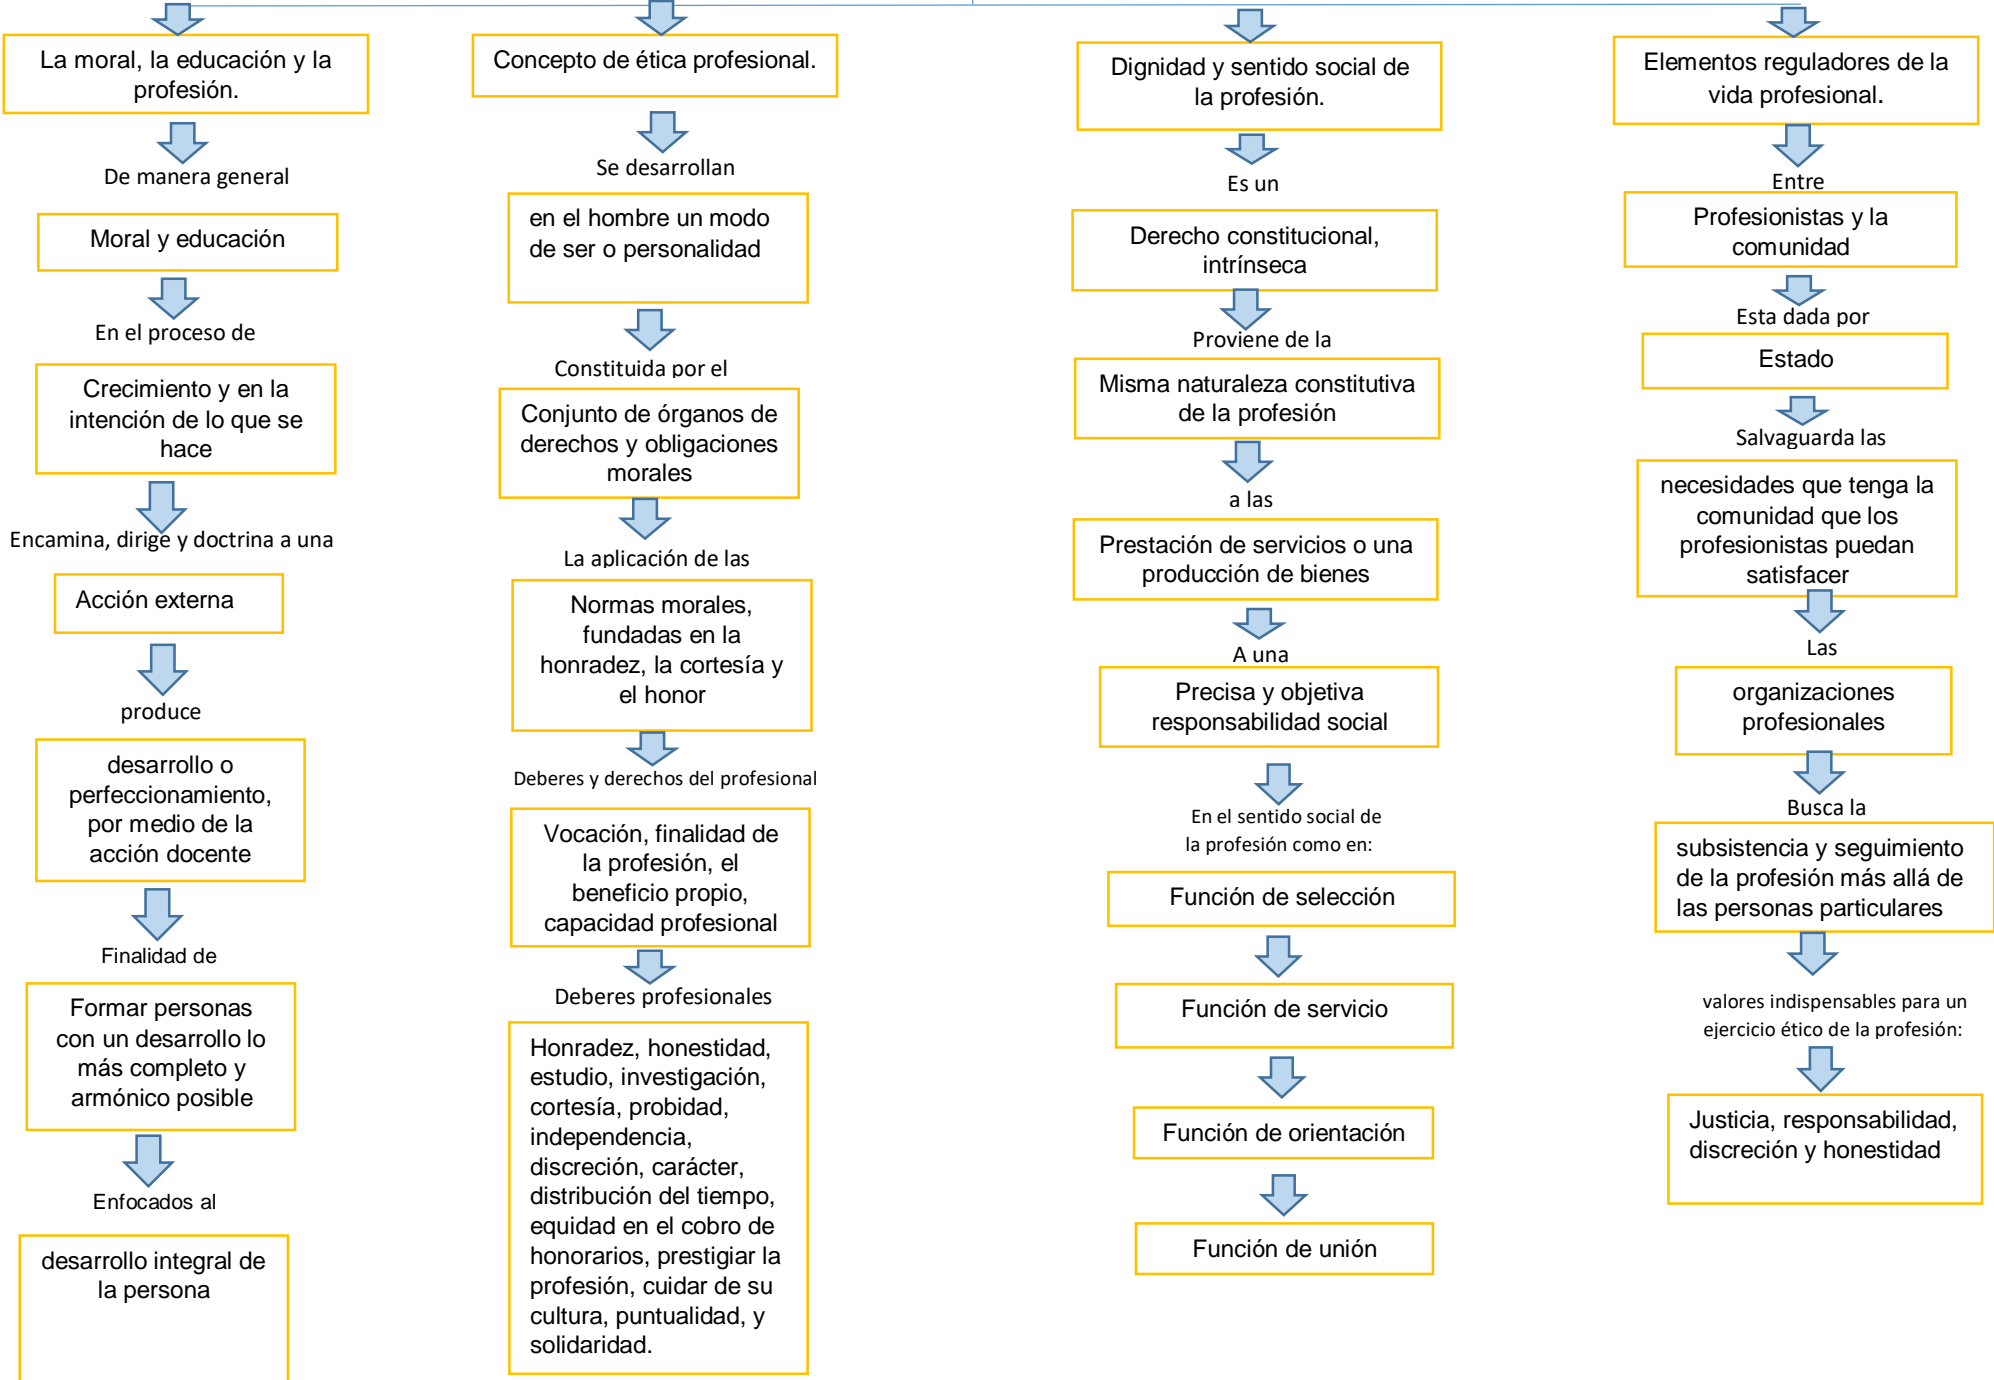 La moral, la educación y la
profesión.
De manera general
Moral y educación
En el proceso de
Crecimiento y en la
intención de lo que se
hace
Encamina, dirige y doctrina a una
Acción externa
produce
desarrollo o
perfeccionamiento,
por medio de la
acción docente
Finalidad de
Formar personas
con un desarrollo lo
más completo y
armónico posible
Enfocados al
desarrollo integral de
la persona
Concepto de ética profesional.
Se desarrollan
en el hombre un modo
de ser o personalidad
Constituida por el
Conjunto de órganos de
derechos y obligaciones
morales
La aplicación de las
Normas morales,
fundadas en la
honradez, la cortesía y
el honor
Deberes y derechos del profesional
Vocación, finalidad de
la profesión, el
beneficio propio,
capacidad profesional
Deberes profesionales
Honradez, honestidad,
estudio, investigación,
cortesía, probidad,
independencia,
discreción, carácter,
distribución del tiempo,
equidad en el cobro de
honorarios, prestigiar la
profesión, cuidar de su
cultura, puntualidad, y
solidaridad.
Dignidad y sentido social de
la profesión.
Es un
Derecho constitucional,
intrínseca
Proviene de la
Misma naturaleza constitutiva
de la profesión
a las
Prestación de servicios o una
producción de bienes
A una
Precisa y objetiva
responsabilidad social
En el sentido social de
la profesión como en:
Función de selección
Función de servicio
Función de orientación
Función de unión
Elementos reguladores de la
vida profesional.
Entre
Profesionistas y la
comunidad
Esta dada por
Estado
Salvaguarda las
necesidades que tenga la
comunidad que los
profesionistas puedan
satisfacer
Las
organizaciones
profesionales
Busca la
subsistencia y seguimiento
de la profesión más allá de
las personas particulares
valores indispensables para un
ejercicio ético de la profesión:
Justicia, responsabilidad,
discreción y honestidad